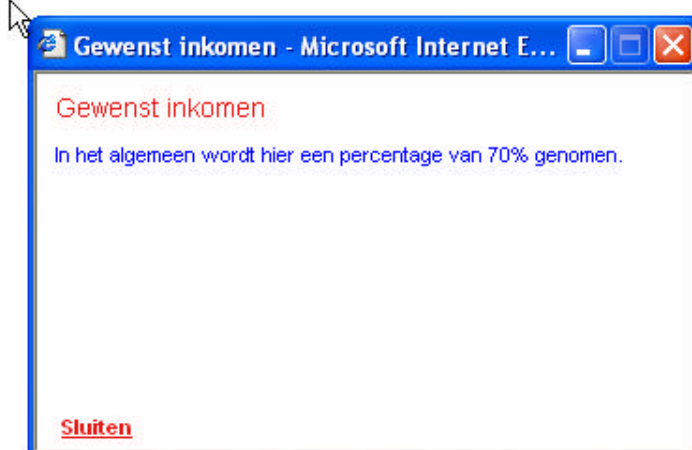 Gewenst inkomen - Microsoft Internet E...
Gewenst inkomen
In het algemeen wordt hier een percentage van 70% genomen.
Sluiten